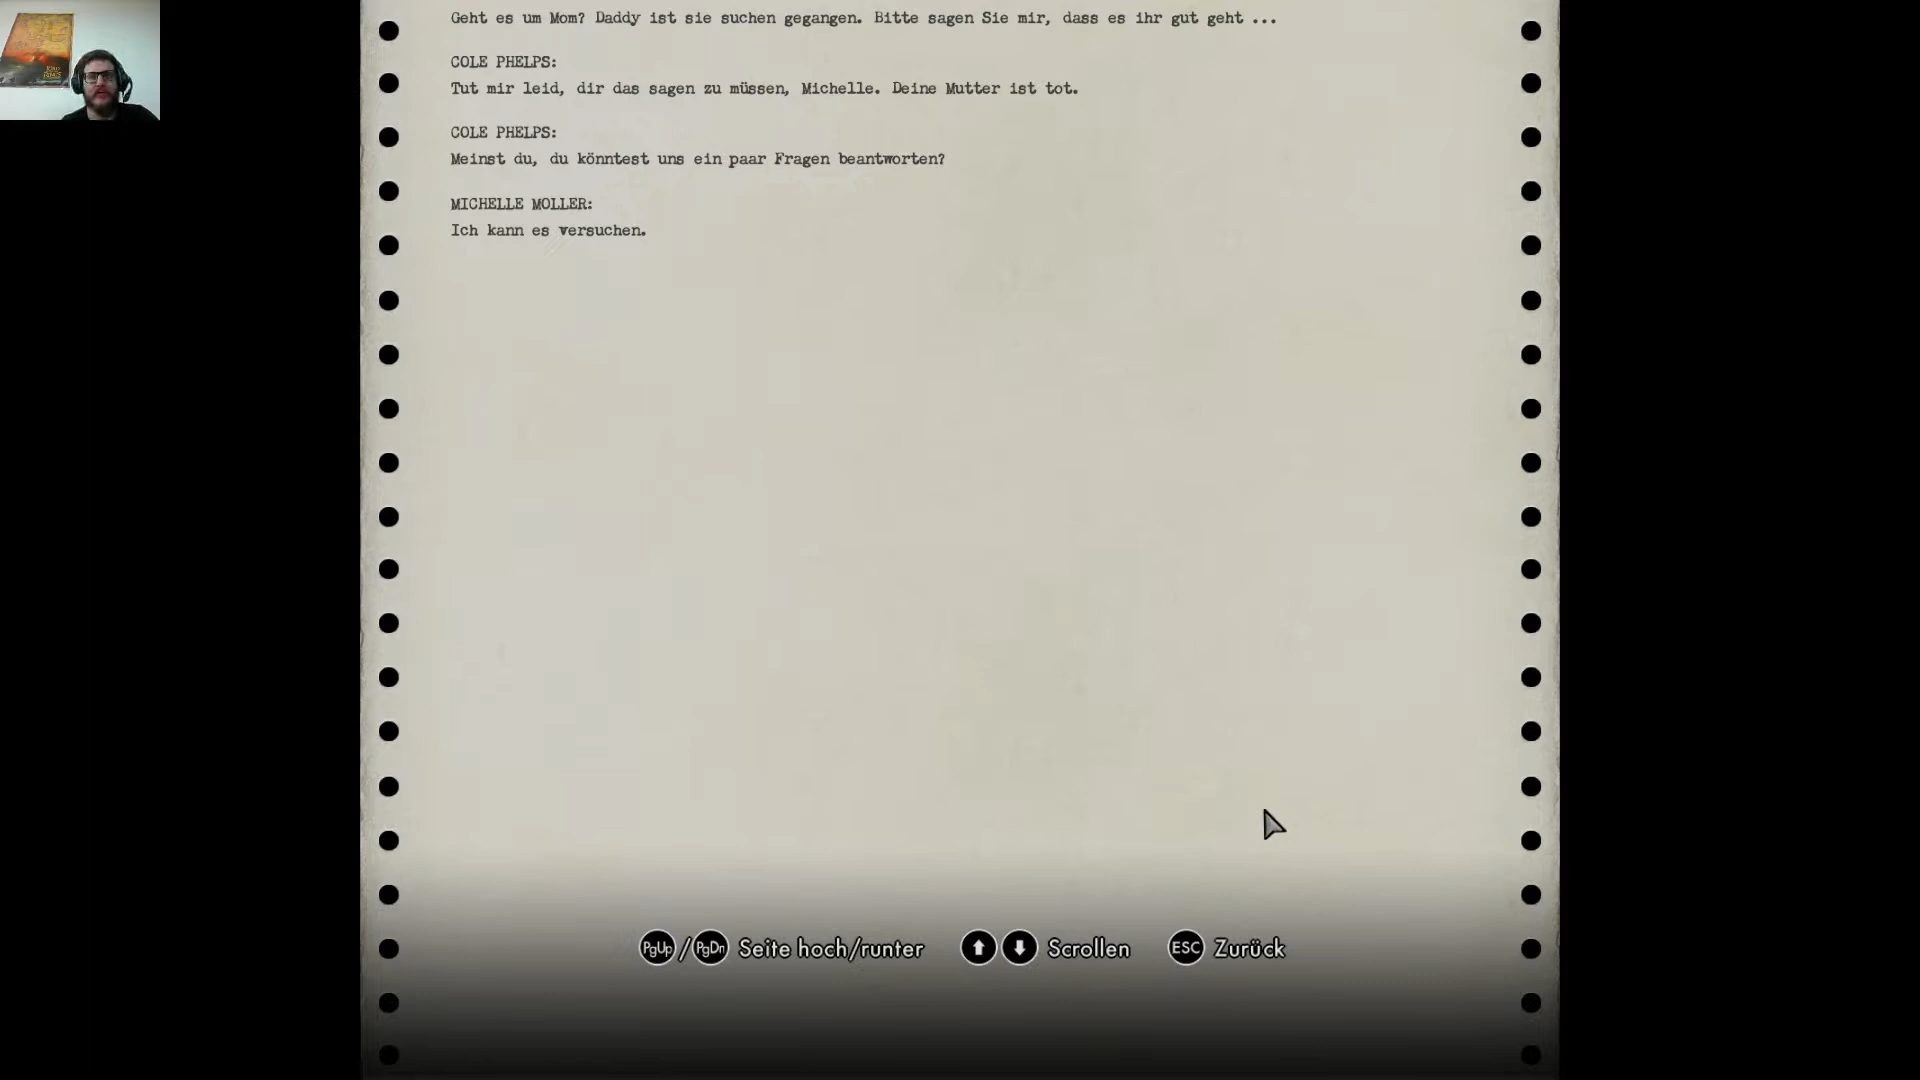 Geht es um Mom? Daddy ist sie suchen gegangen. Bitte sagen Sie mir, dass es ihr gut geht ...
COLE PHELPS:
Tut mir leid, dir das sagen zu müssen, Michelle. Deine Mutter ist tot.
COLE PHELPS:
Meinst du, du könntest uns ein paar Fragen beantworten?
MICHELLE MOLLER:
Ich kann es versuchen.
PgUp / PgDn Seite hoch/runter Scrollen ESC Zurück